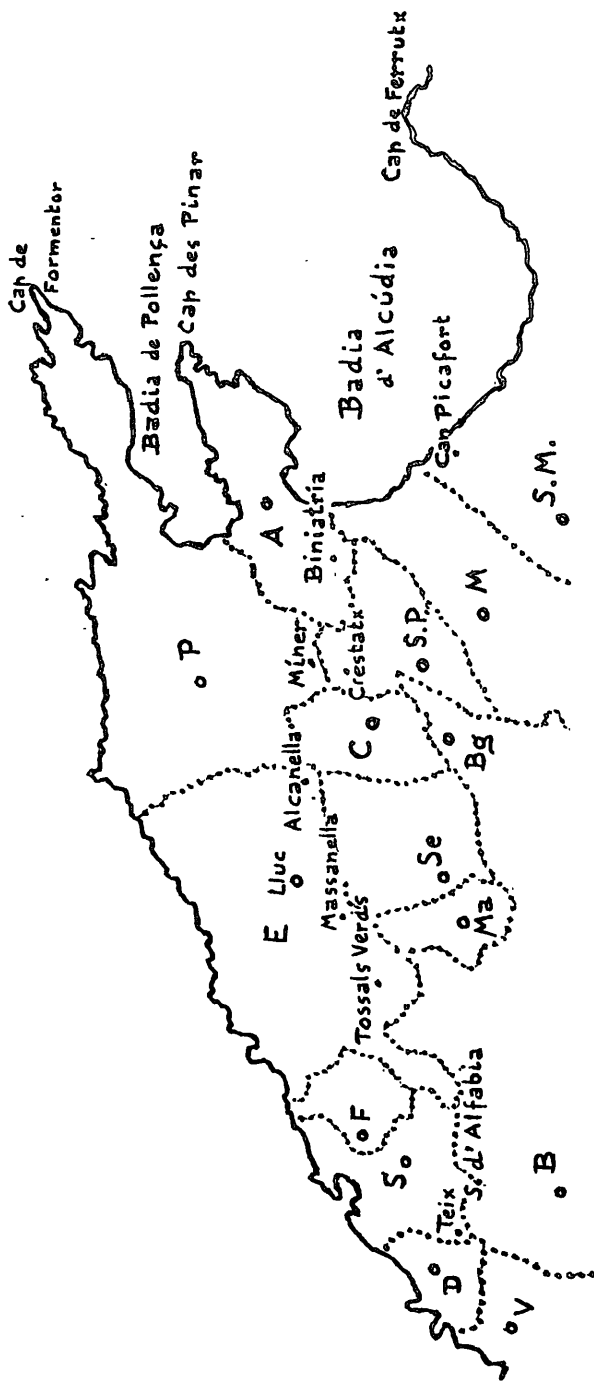 Cap de
Formentor
Badia de Pollença
Cap des Pinar
Badia
d'Alcúdia
Cap de Ferrutx
Can Picafort
S.M.
M
A
Biniatria
P
Míner
Crestatx
S.P
C
Alcanella
Bg
E
Lluc
Massanella
Se
Ma
Tossals Verds
F
S
S. d'Alfabia
Teix
B
D
V